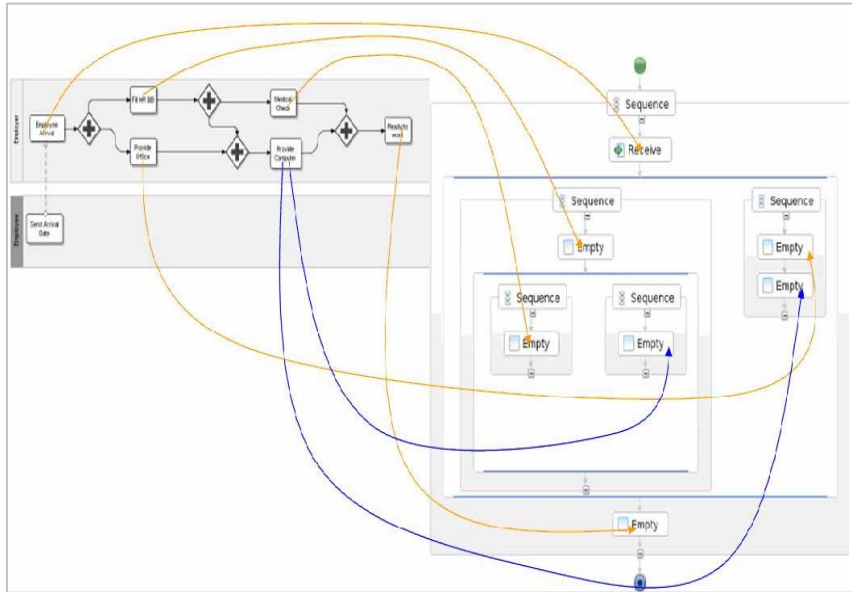 Employer
Employee
Arrival
Fill HR DB
Provide
Office
Medical
Check
Provide
Computer
Ready to
work
Employee
Send Arrival
Date
Sequence
Receive
Sequence
Sequence
Empty
Empty
Empty
Sequence
Sequence
Empty
Empty
Empty